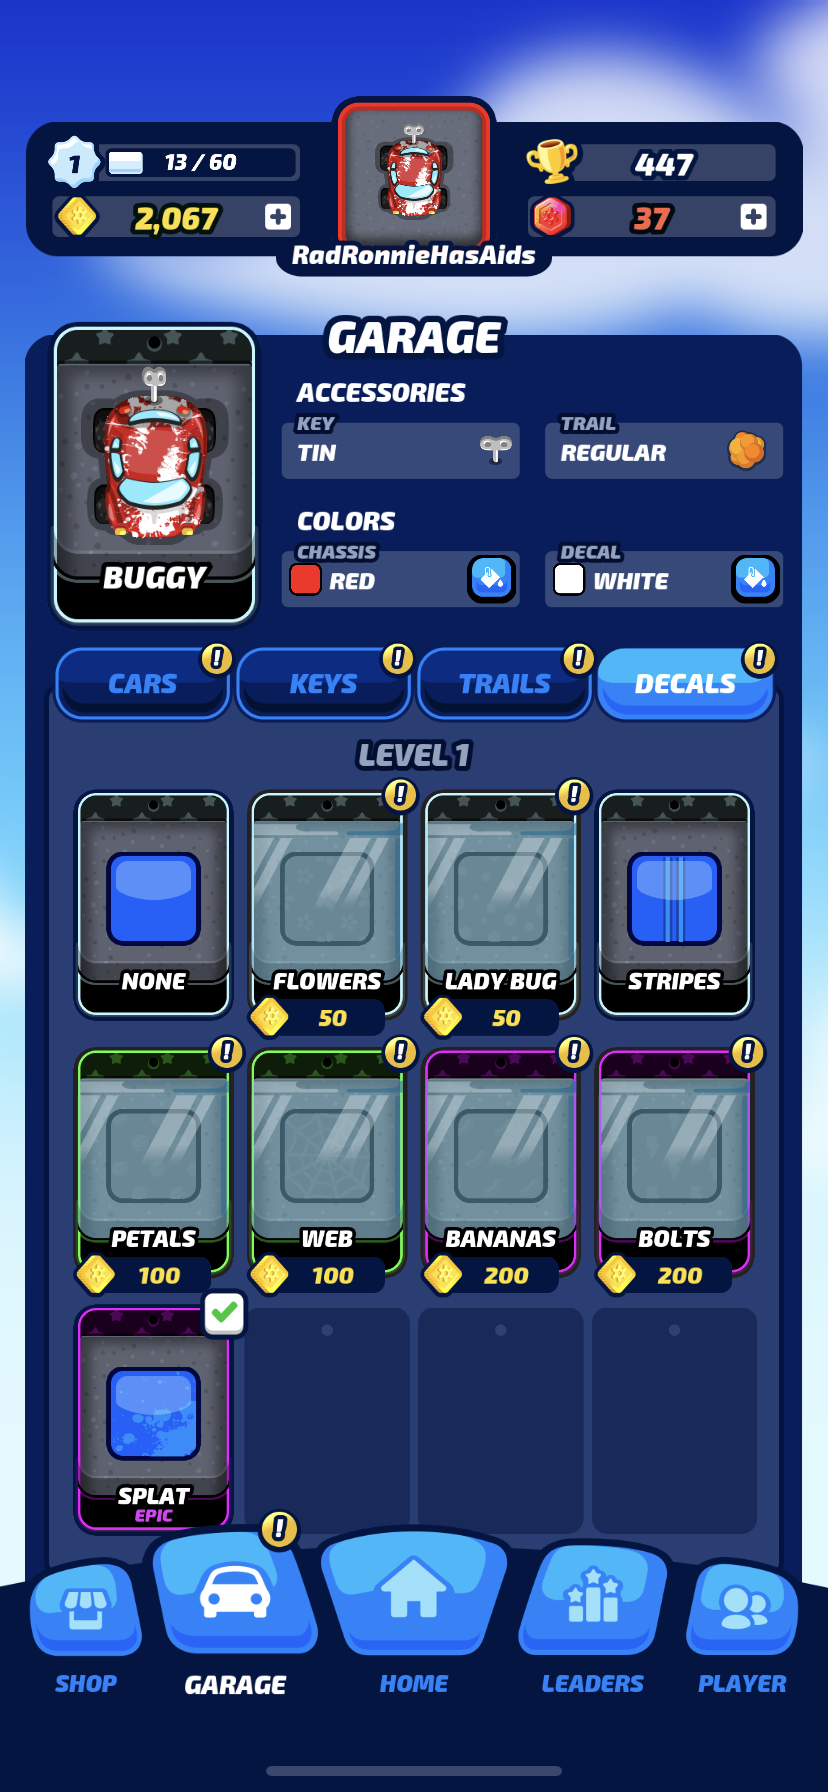 1
13 / 60
447
2,067
37
RadRonnieHasAids
GARAGE
ACCESSORIES
KEY
TIN
TRAIL
REGULAR
COLORS
CHASSIS
RED
DECAL
WHITE
BUGGY
CARS
KEYS
TRAILS
DECALS
LEVEL 1
NONE
FLOWERS
LADY BUG
STRIPES
50
50
PETALS
WEB
BANANAS
BOLTS
100
100
200
200
SPLAT
EPIC
SHOP
GARAGE
HOME
LEADERS
PLAYER